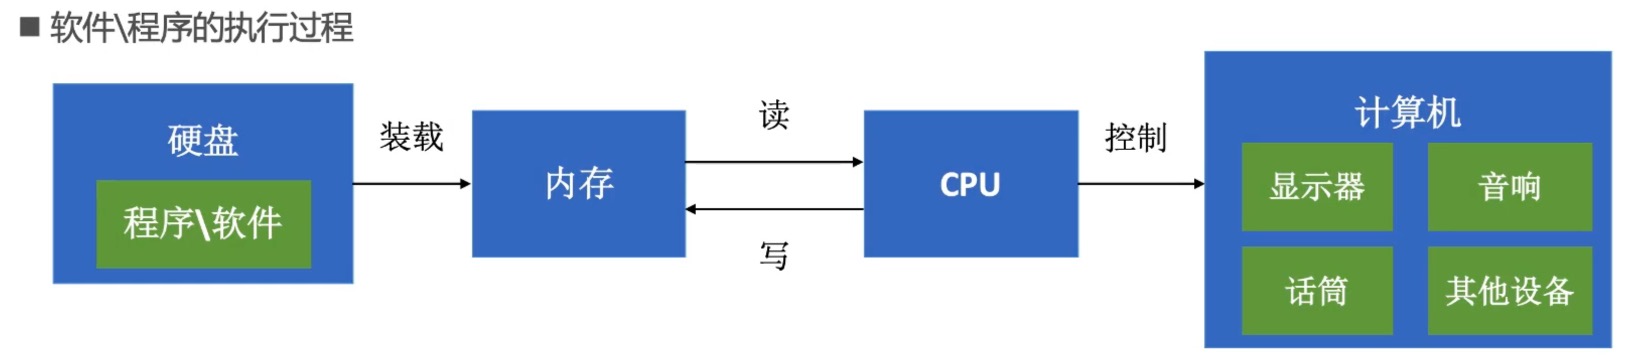 ■ 软件\程序的执行过程
硬盘
程序\软件
装载
内存
读
写
CPU
控制
计算机
显示器
音响
话筒
其他设备